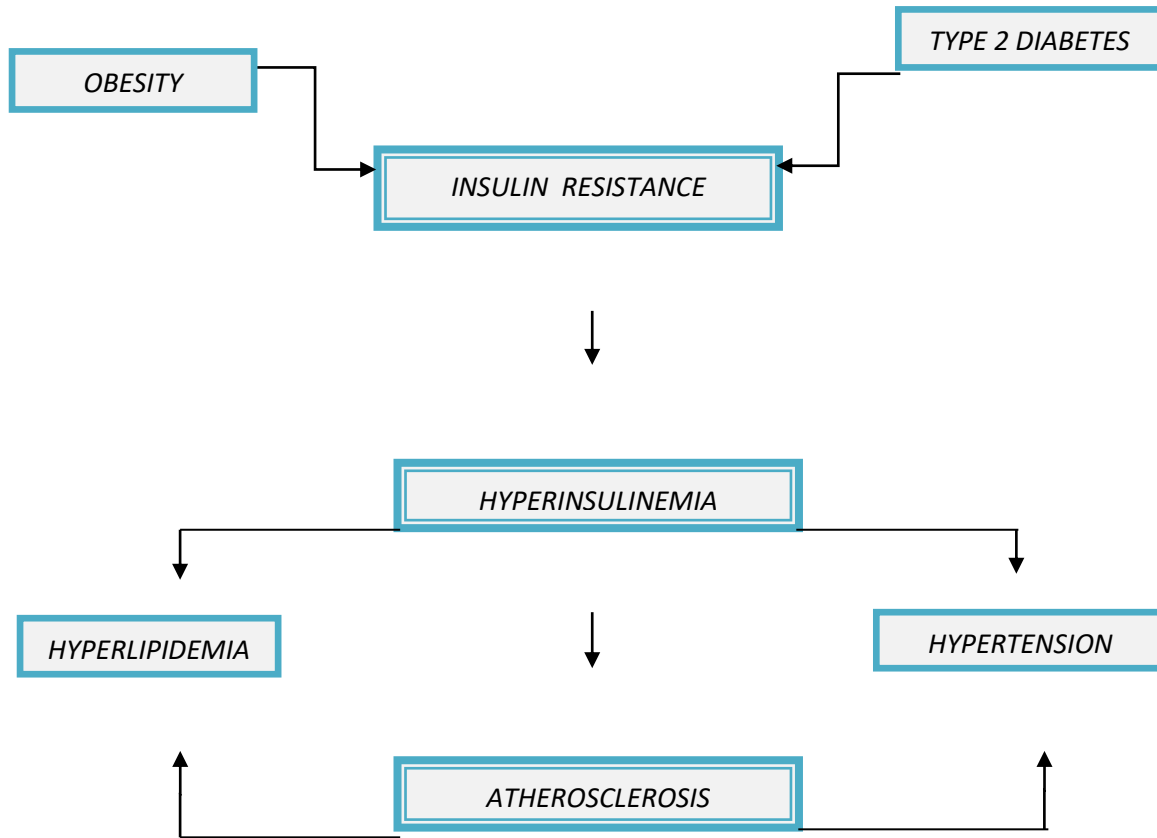 TYPE 2 DIABETES
OBESITY
INSULIN RESISTANCE
HYPERINSULINEMIA
HYPERLIPIDEMIA
HYPERTENSION
ATHEROSCLEROSIS